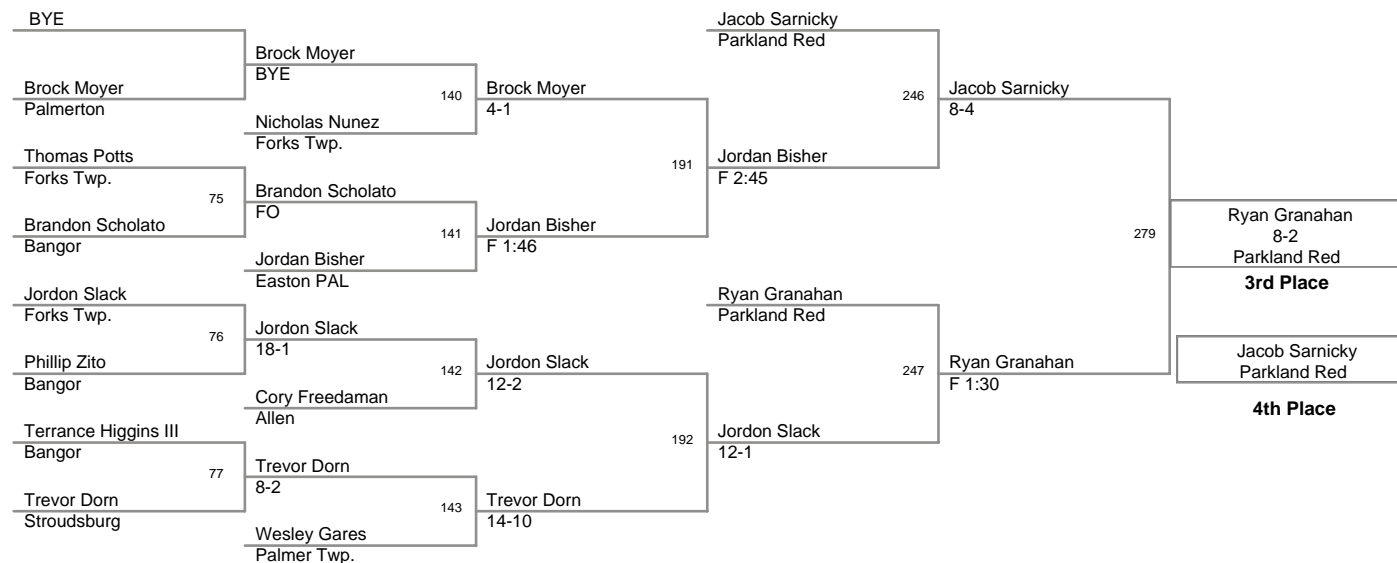 BYE
Brock Moyer
Palmerton
Thomas Potts
Forks Twp.
75
Brandon Scholato
Bangor
Jordon Slack
Forks Twp.
76
Phillip Zito
Bangor
Terrance Higgins III
Bangor
77
Trevor Dorn
Stroudsburg
Brock Moyer
BYE
140
Nicholas Nunez
Forks Twp.
Brandon Scholato
FO
141
Jordan Bisher
Easton PAL
Jordon Slack
18-1
142
Cory Freedaman
Allen
Trevor Dorn
8-2
143
Wesley Gares
Palmer Twp.
Brock Moyer
4-1
191
Jordan Bisher
F 1:46
Jordon Slack
12-2
192
Trevor Dorn
14-10
Jacob Sarnicky
Parkland Red
246
Jordan Bisher
F 2:45
Ryan Granahan
Parkland Red
247
Jordon Slack
12-1
Jacob Sarnicky
8-4
279
Ryan Granahan
F 1:30
Ryan Granahan
8-2
Parkland Red
3rd Place
Jacob Sarnicky
Parkland Red
4th Place